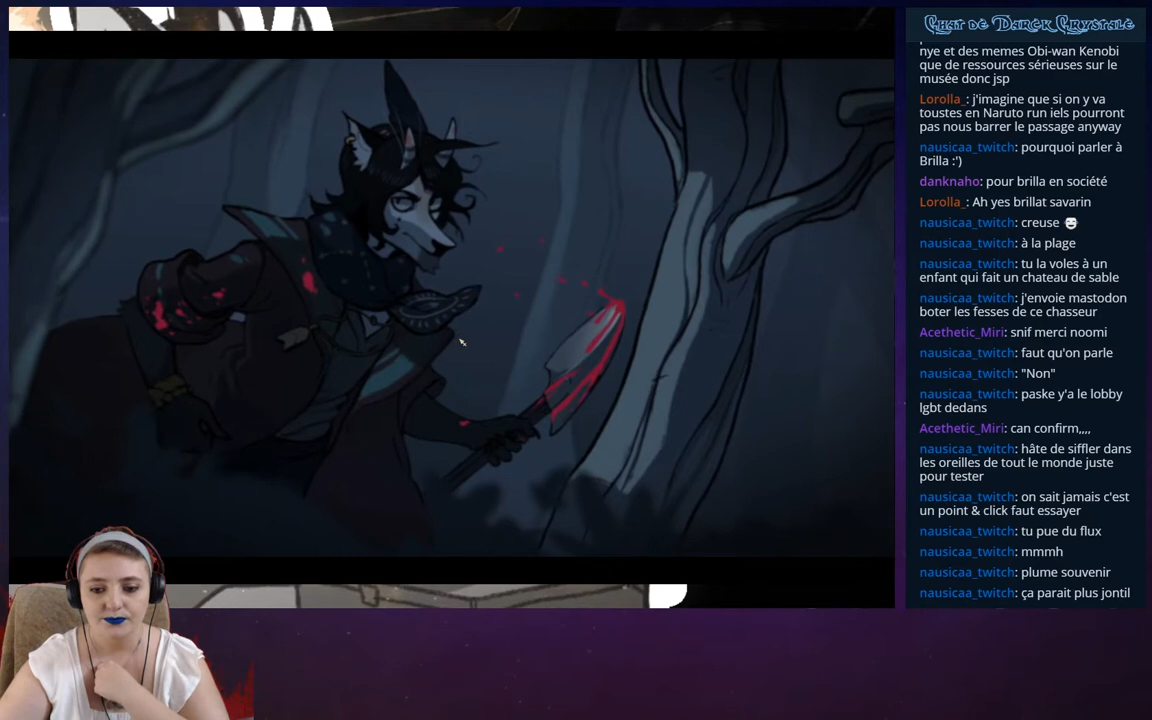 Chat de Darck Crystale
nye et des memes Obi-wan Kenobi
que de ressources sérieuses sur le
musée donc jsp
Lorolla_: j'imagine que si on y va
toustes en Naruto run iels pourront
pas nous barrer le passage anyway
nausicaa_twitch: pourquoi parler à
Brilla :')
danknaho: pour brilla en société
Lorolla_: Ah yes brillat savarin
nausicaa_twitch: creuse
nausicaa_twitch: à la plage
nausicaa_twitch: tu la voles à un
enfant qui fait un chateau de sable
nausicaa_twitch: j'envoie mastodon
boter les fesses de ce chasseur
Acethetic_Miri: snif merci noomi
nausicaa_twitch: faut qu'on parle
nausicaa_twitch: "Non"
nausicaa_twitch: paske y'a le lobby
lgbt dedans
Acethetic_Miri: can confirm,,,,
nausicaa_twitch: hâte de siffler dans
les oreilles de tout le monde juste
pour tester
nausicaa_twitch: on sait jamais c'est
un point & click faut essayer
nausicaa_twitch: tu pue du flux
nausicaa_twitch: mmmh
nausicaa_twitch: plume souvenir
nausicaa_twitch: ça parait plus jontil